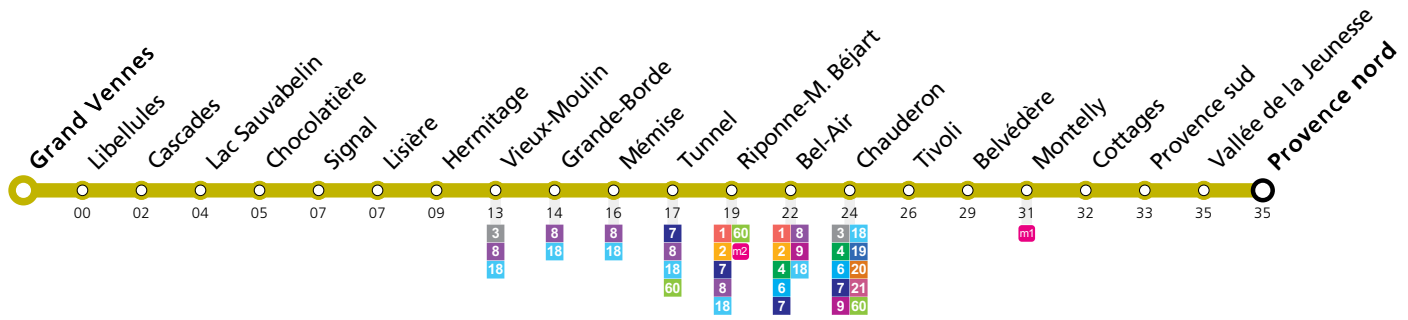 Grand Vennes
Libellules
Cascades
Lac Sauvabelin
Chocolatière
Signal
Lisière
Hermitage
Vieux-Moulin
Grande-Borde
Mémise
Tunnel
Riponne-M. Béjart
Bel-Air
Chauderon
Tivoli
Belvédère
Montelly
Cottages
Provence sud
Vallée de la Jeunesse
Provence nord
00 02 04 05 07 07 09 13 14 16 17 19 22 24 26 29 31 32 33 35 35
3 8 8 7 1 60 1 8 3 18 m1
8 18 18 8 2 m2 2 9 4 19
18 18 7 4 18 6 20
60 8 6 7 21
18 7 9 60